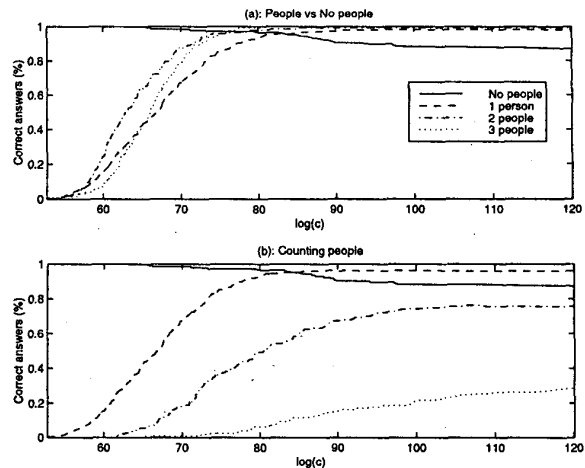 (a): People vs No people
Correct answers (%)
1
0.8
0.6
0.4
0.2
0
No people
1 person
2 people
3 people
60 70 80 90 100 110 120
log(c)
(b): Counting people
Correct answers (%)
1
0.8
0.6
0.4
0.2
0
60 70 80 90 100 110 120
log(c)